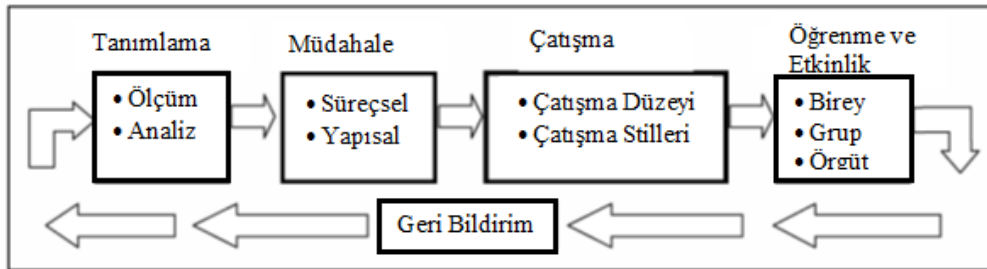 Tanımlama
• Ölçüm
• Analiz
Müdahale
• Süreçsel
• Yapısal
Çatışma
• Çatışma Düzeyi
• Çatışma Stilleri
Öğrenme ve
Etkinlik
• Birey
• Grup
• Örgüt
Geri Bildirim